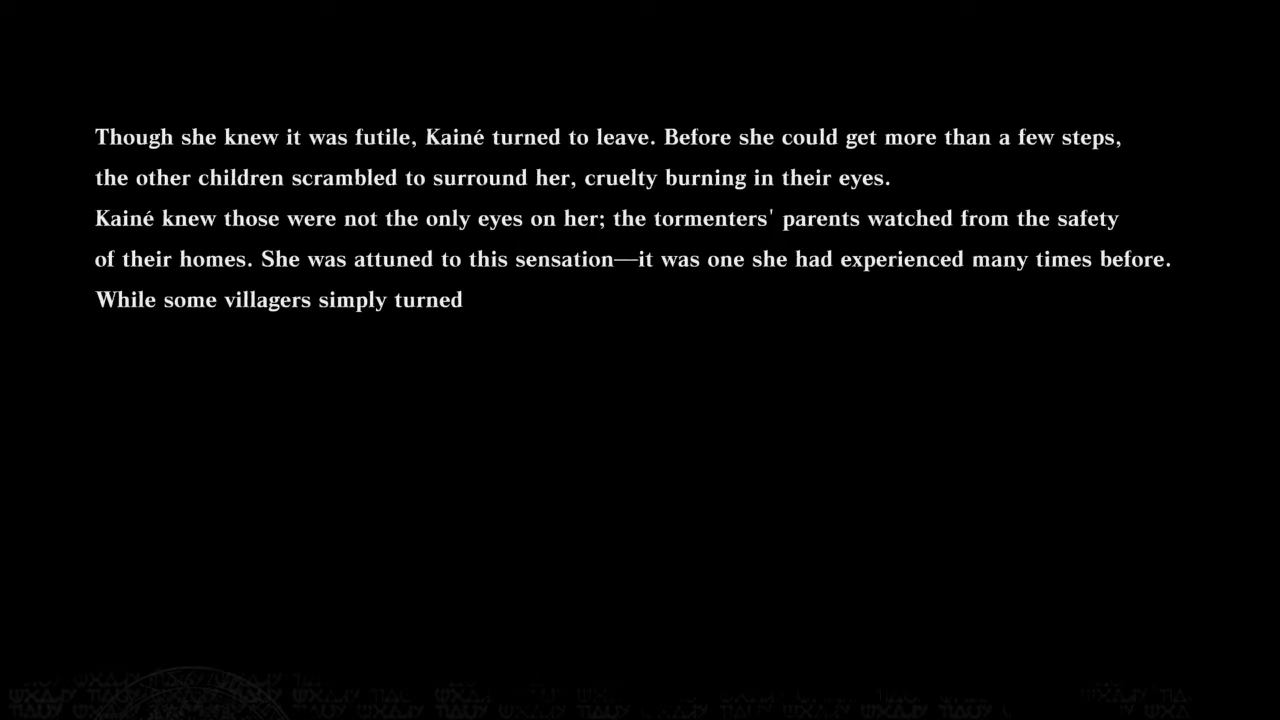 Though she knew it was futile, Kainé turned to leave. Before she could get more than a few steps,
the other children scrambled to surround her, cruelty burning in their eyes.
Kainé knew those were not the only eyes on her; the tormenters' parents watched from the safety
of their homes. She was attuned to this sensation—it was one she had experienced many times before.
While some villagers simply turned